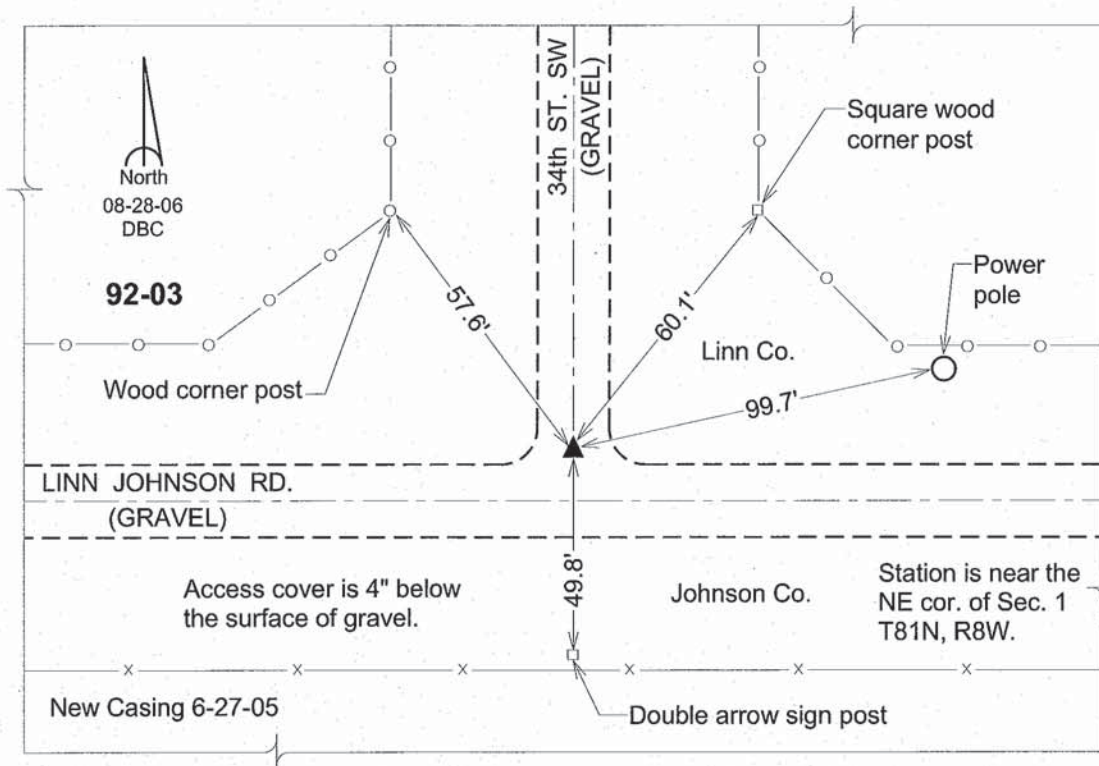 34th ST. SW
(GRAVEL)
Square wood
corner post
North
08-28-06
DBC
92-03
Power
pole
57.6'
60.1'
Linn Co.
Wood corner post
99.7'
LINN JOHNSON RD.
(GRAVEL)
49.8'
Access cover is 4" below
the surface of gravel.
Johnson Co.
Station is near the
NE cor. of Sec. 1
T81N, R8W.
New Casing 6-27-05
Double arrow sign post